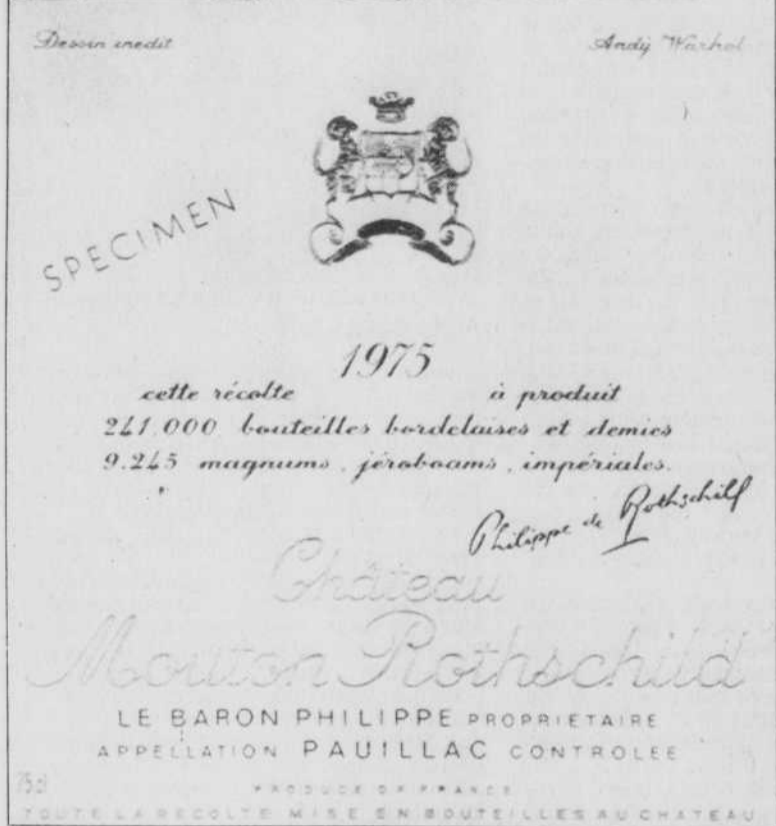 Dessin inedit Andy Warhol
SPECIMEN
1975
cette récolte à produit
241.000 bouteilles bordelaises et demies
9.245 magnums, jéroboams, impériales.
Philippe de Rothschild
Château
Mouton Rothschild
LE BARON PHILIPPE PROPRIETAIRE
APPELLATION PAUILLAC CONTROLEE
75cl PRODUCE OF FRANCE
TOUTE LA RECOLTE MISE EN BOUTEILLES AU CHATEAU